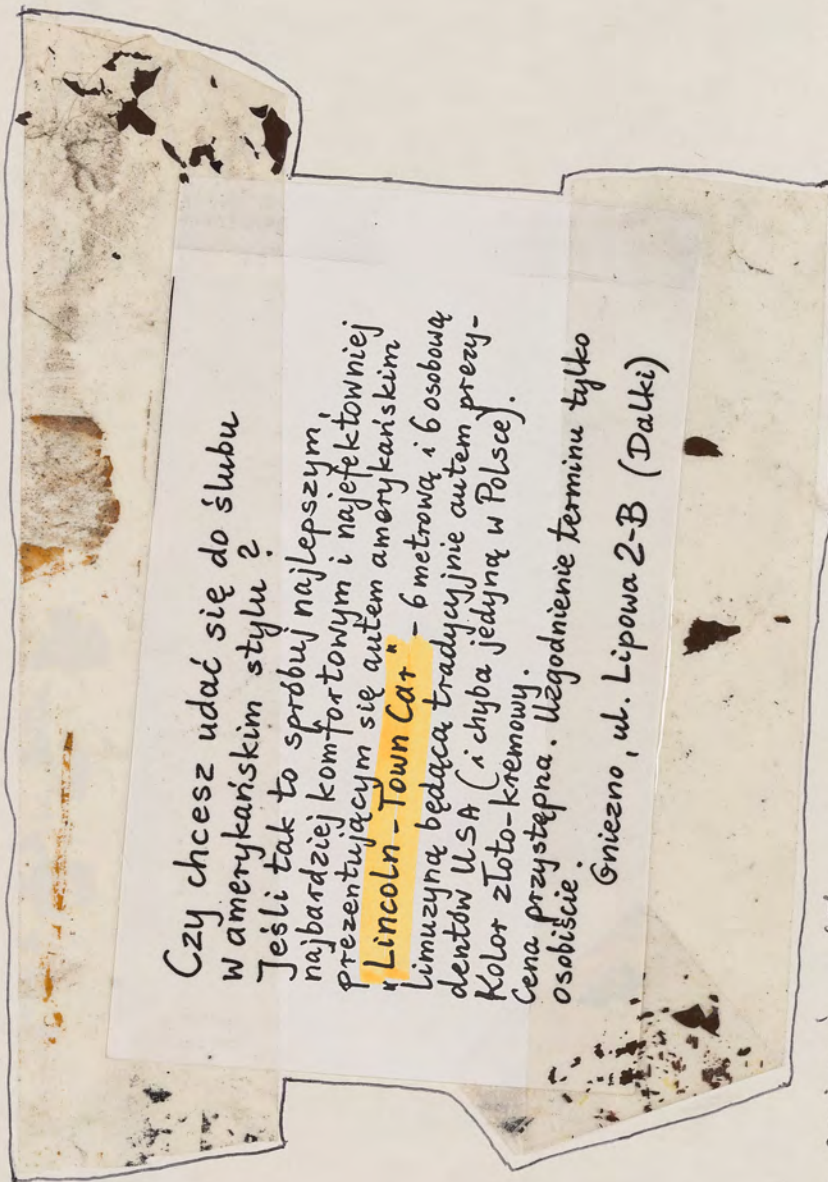 Czy chcesz udać się do ślubu
w amerykańskim stylu?
Jeśli tak to spróbuj najlepszym,
najbardziej komfortowym i najefektowniej
prezentującym się autem amerykańskim
"Lincoln-Town Car" - 6 metrową i 6 osobową
limuzyną będącą tradycyjnie autem prezy-
dentów USA (i chyba jedyną w Polsce).
Kolor złoto-kremowy.
Cena przystępna. Uzgodnienie terminu tylko
osobiście.
Gniezno, ul. Lipowa 2-B (Dalki)